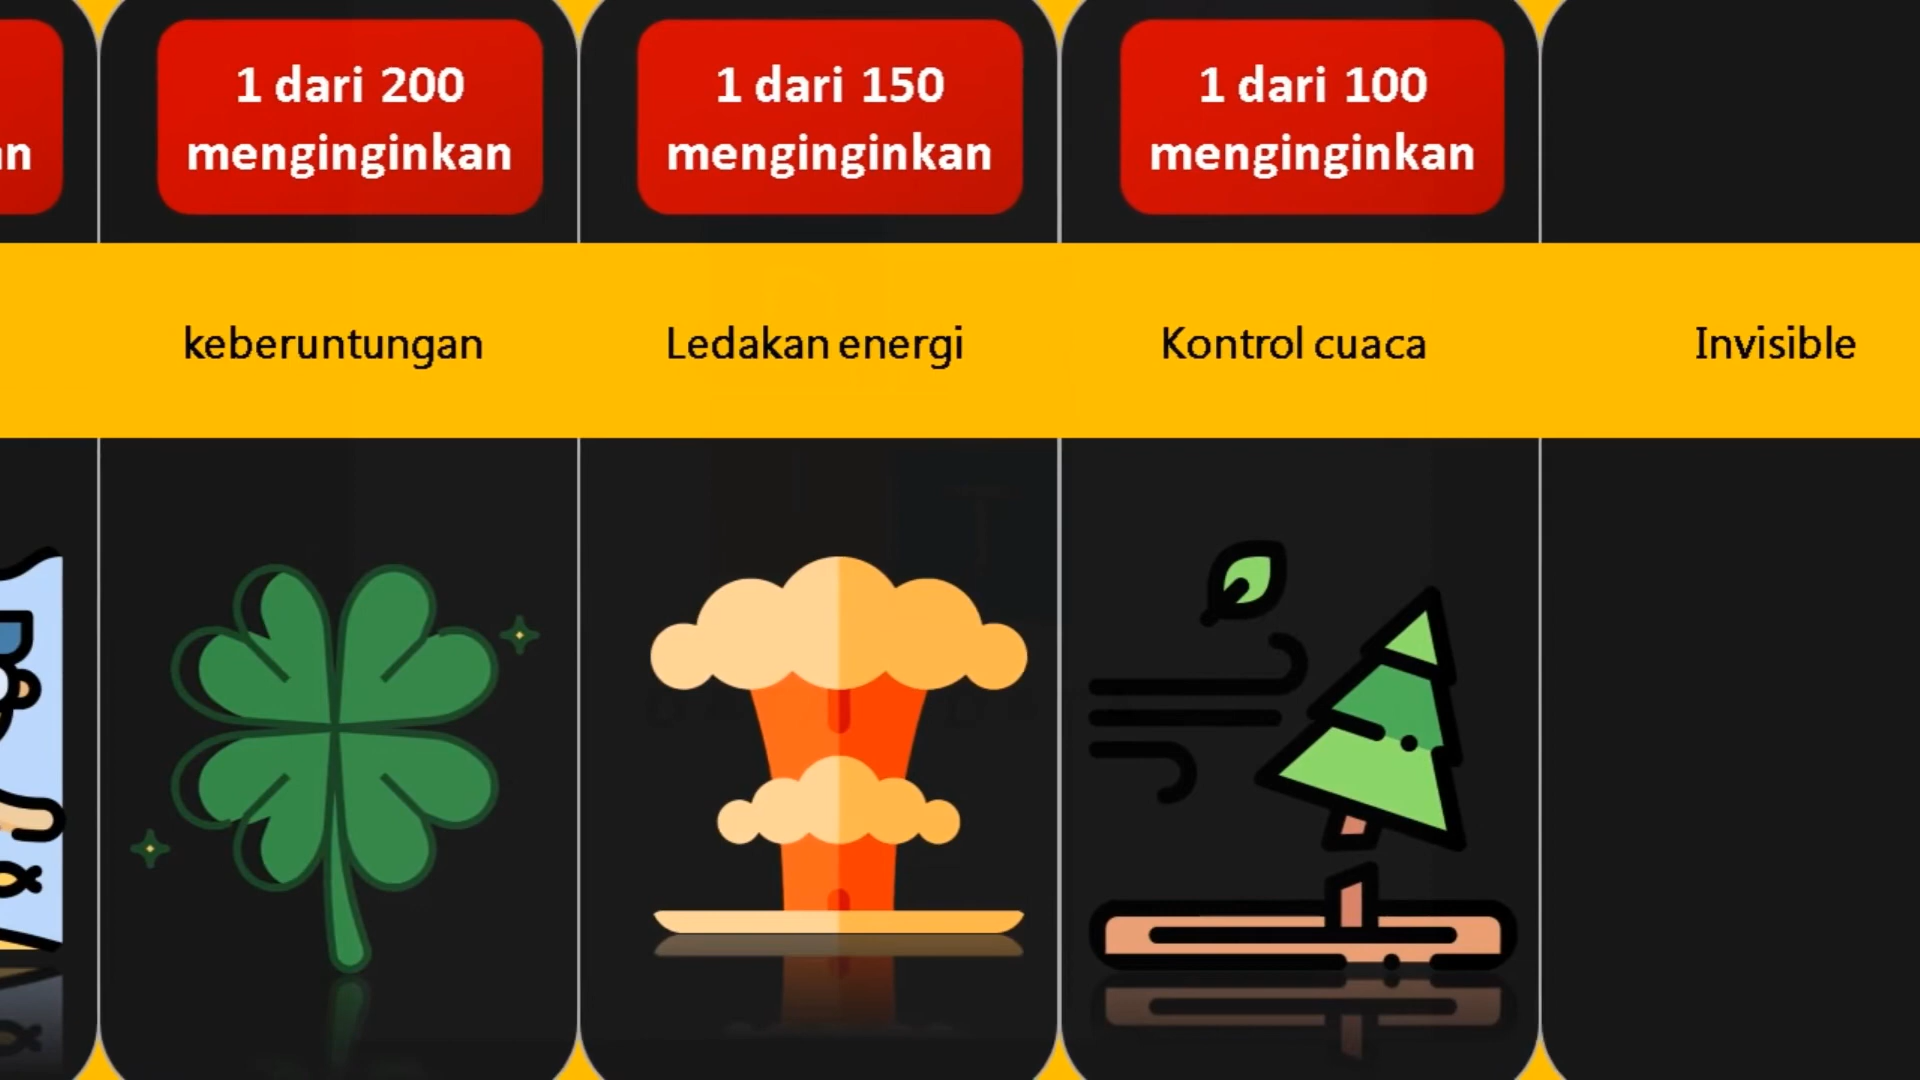 1 dari 200
menginginkan
1 dari 150
menginginkan
1 dari 100
menginginkan
keberuntungan
Ledakan energi
Kontrol cuaca
Invisible